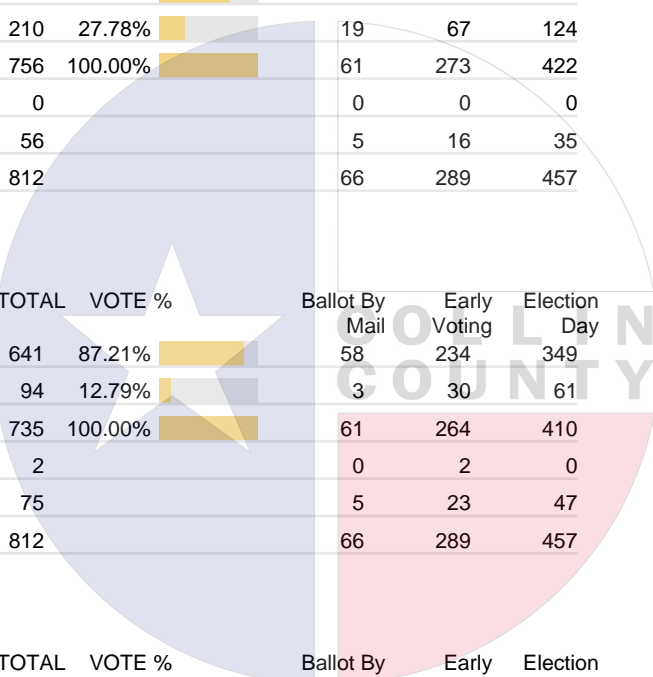 210 27.78% 19 67 124
756 100.00% 61 273 422
0 0 0 0
56 5 16 35
812 66 289 457
TOTAL VOTE % Ballot By Early Election
Mail Voting Day
COLLIN
641 87.21% 58 234 349
COUNTY
94 12.79% 3 30 61
735 100.00% 61 264 410
2 0 2 0
75 5 23 47
812 66 289 457
TOTAL VOTE % Ballot By Early Election